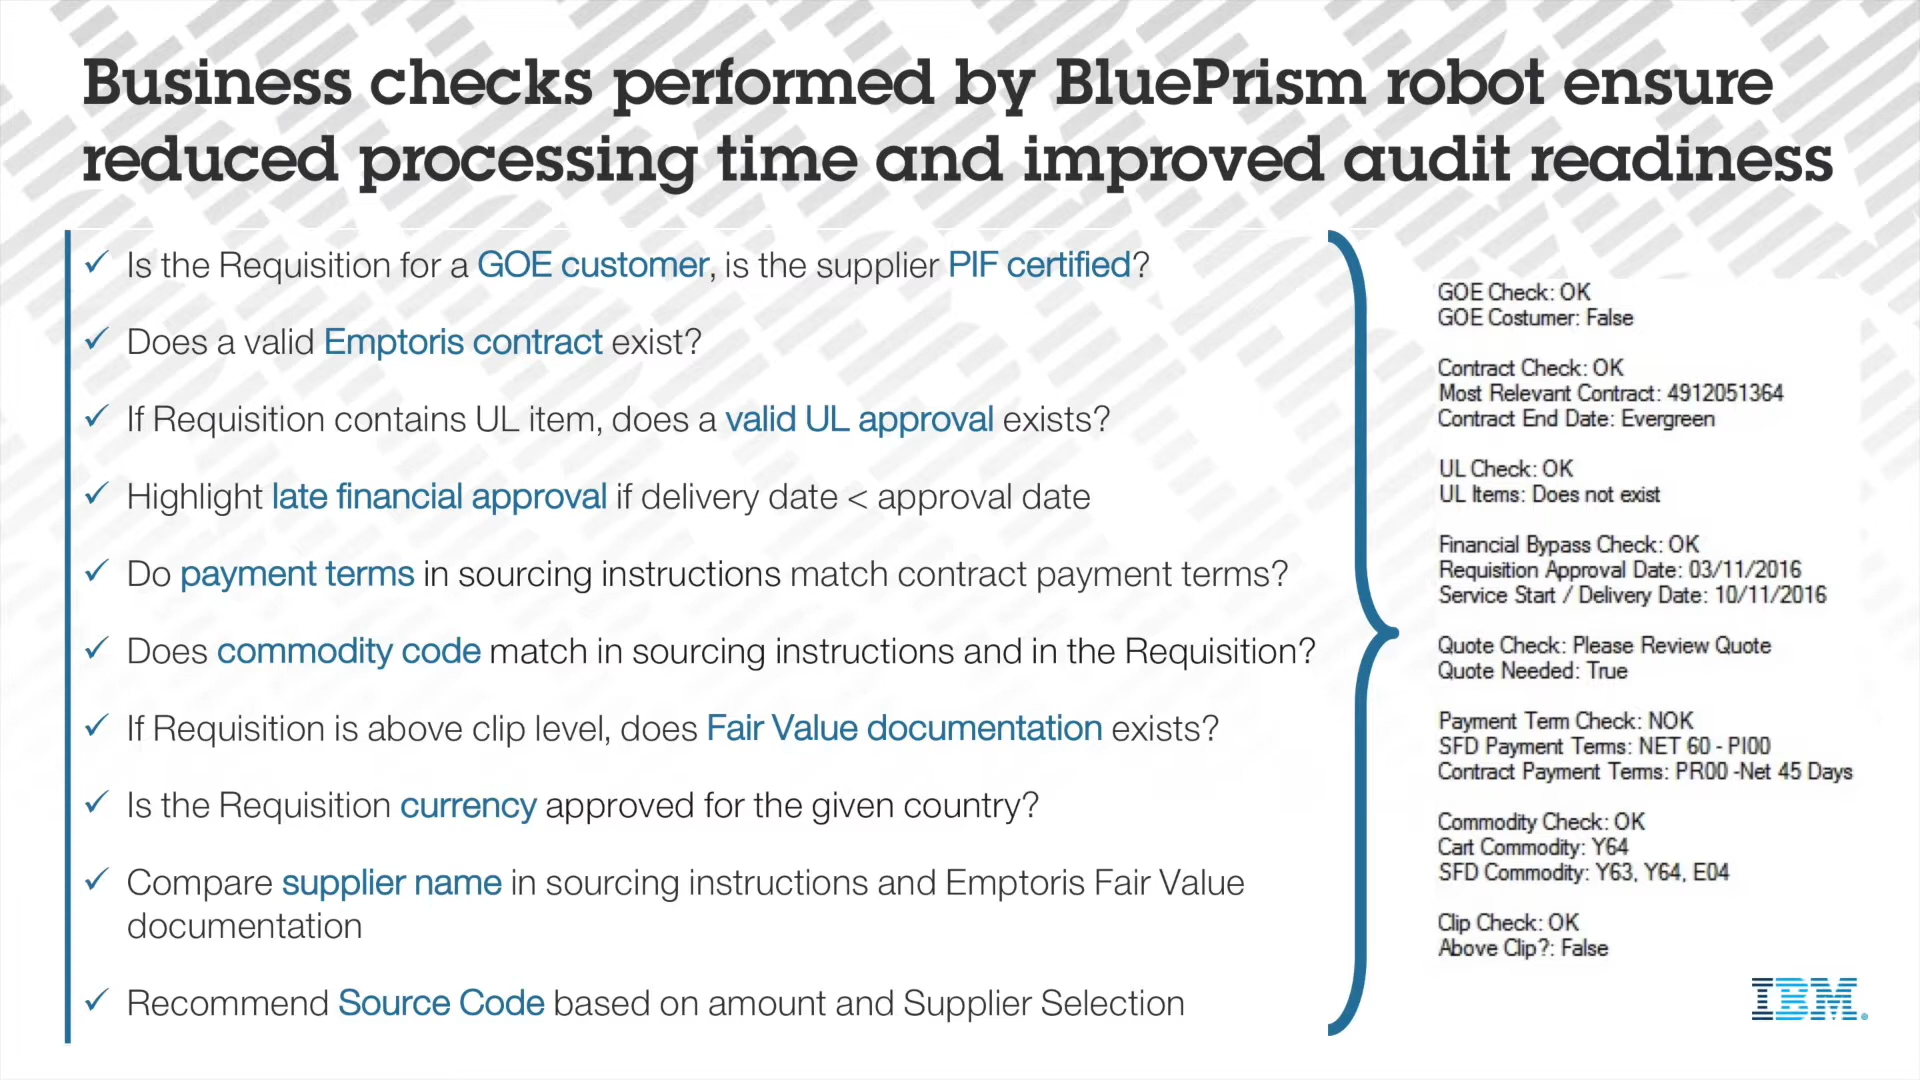 Business checks performed by BluePrism robot ensure
reduced processing time and improved audit readiness
✓ Is the Requisition for a GOE customer, is the supplier PIF certified?
✓ Does a valid Emptoris contract exist?
✓ If Requisition contains UL item, does a valid UL approval exists?
✓ Highlight late financial approval if delivery date < approval date
✓ Do payment terms in sourcing instructions match contract payment terms?
✓ Does commodity code match in sourcing instructions and in the Requisition?
✓ If Requisition is above clip level, does Fair Value documentation exists?
✓ Is the Requisition currency approved for the given country?
✓ Compare supplier name in sourcing instructions and Emptoris Fair Value
documentation
✓ Recommend Source Code based on amount and Supplier Selection
GOE Check: OK
GOE Costumer: False
Contract Check: OK
Most Relevant Contract: 4912051364
Contract End Date: Evergreen
UL Check: OK
UL Items: Does not exist
Financial Bypass Check: OK
Requisition Approval Date: 03/11/2016
Service Start / Delivery Date: 10/11/2016
Quote Check: Please Review Quote
Quote Needed: True
Payment Term Check: NOK
SFD Payment Terms: NET 60 - PI00
Contract Payment Terms: PR00 -Net 45 Days
Commodity Check: OK
Cart Commodity: Y64
SFD Commodity: Y63, Y64, E04
Clip Check: OK
Above Clip?: False
IBM®